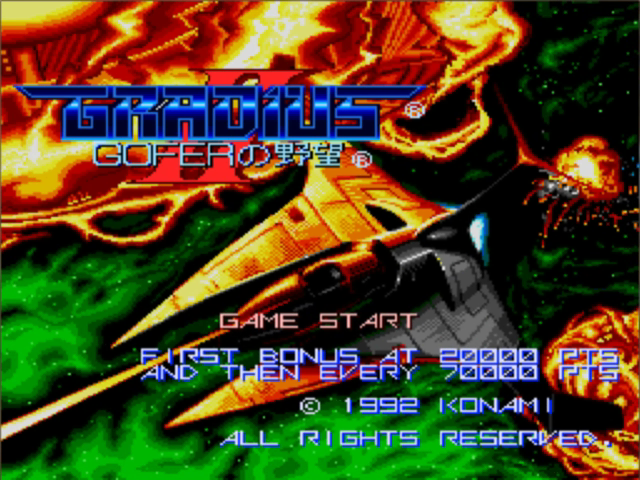 GRADIUS II ®
GOFERの野望 ®
GAME START
FIRST BONUS AT 20000 PTS
AND THEN EVERY 70000 PTS
© 1992 KONAMI
ALL RIGHTS RESERVED.